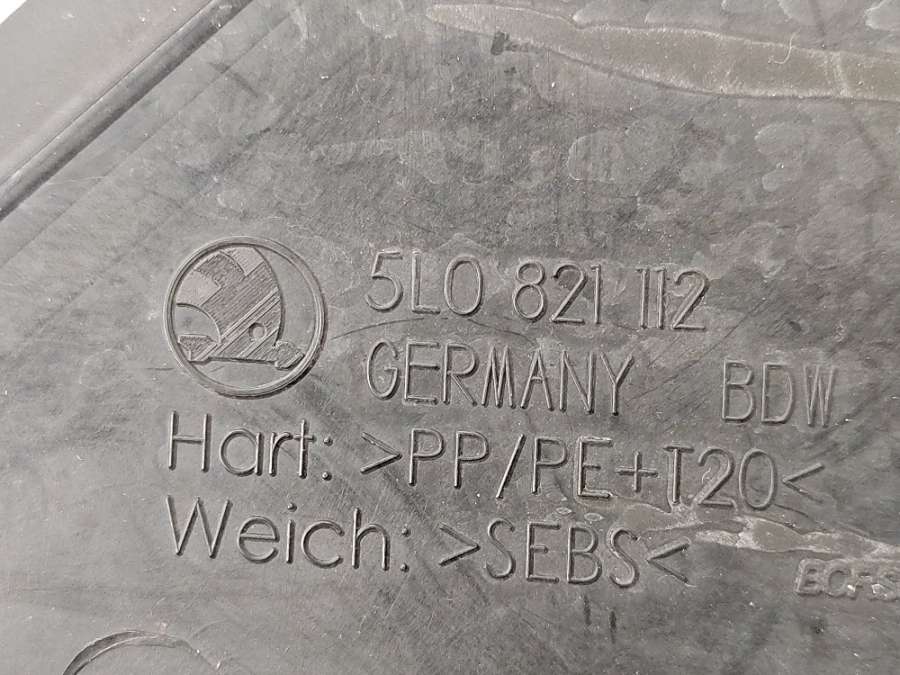 5L0 821 112
GERMANY BDW
Hart: >PP/PE+T20<
Weich: >SEBS<